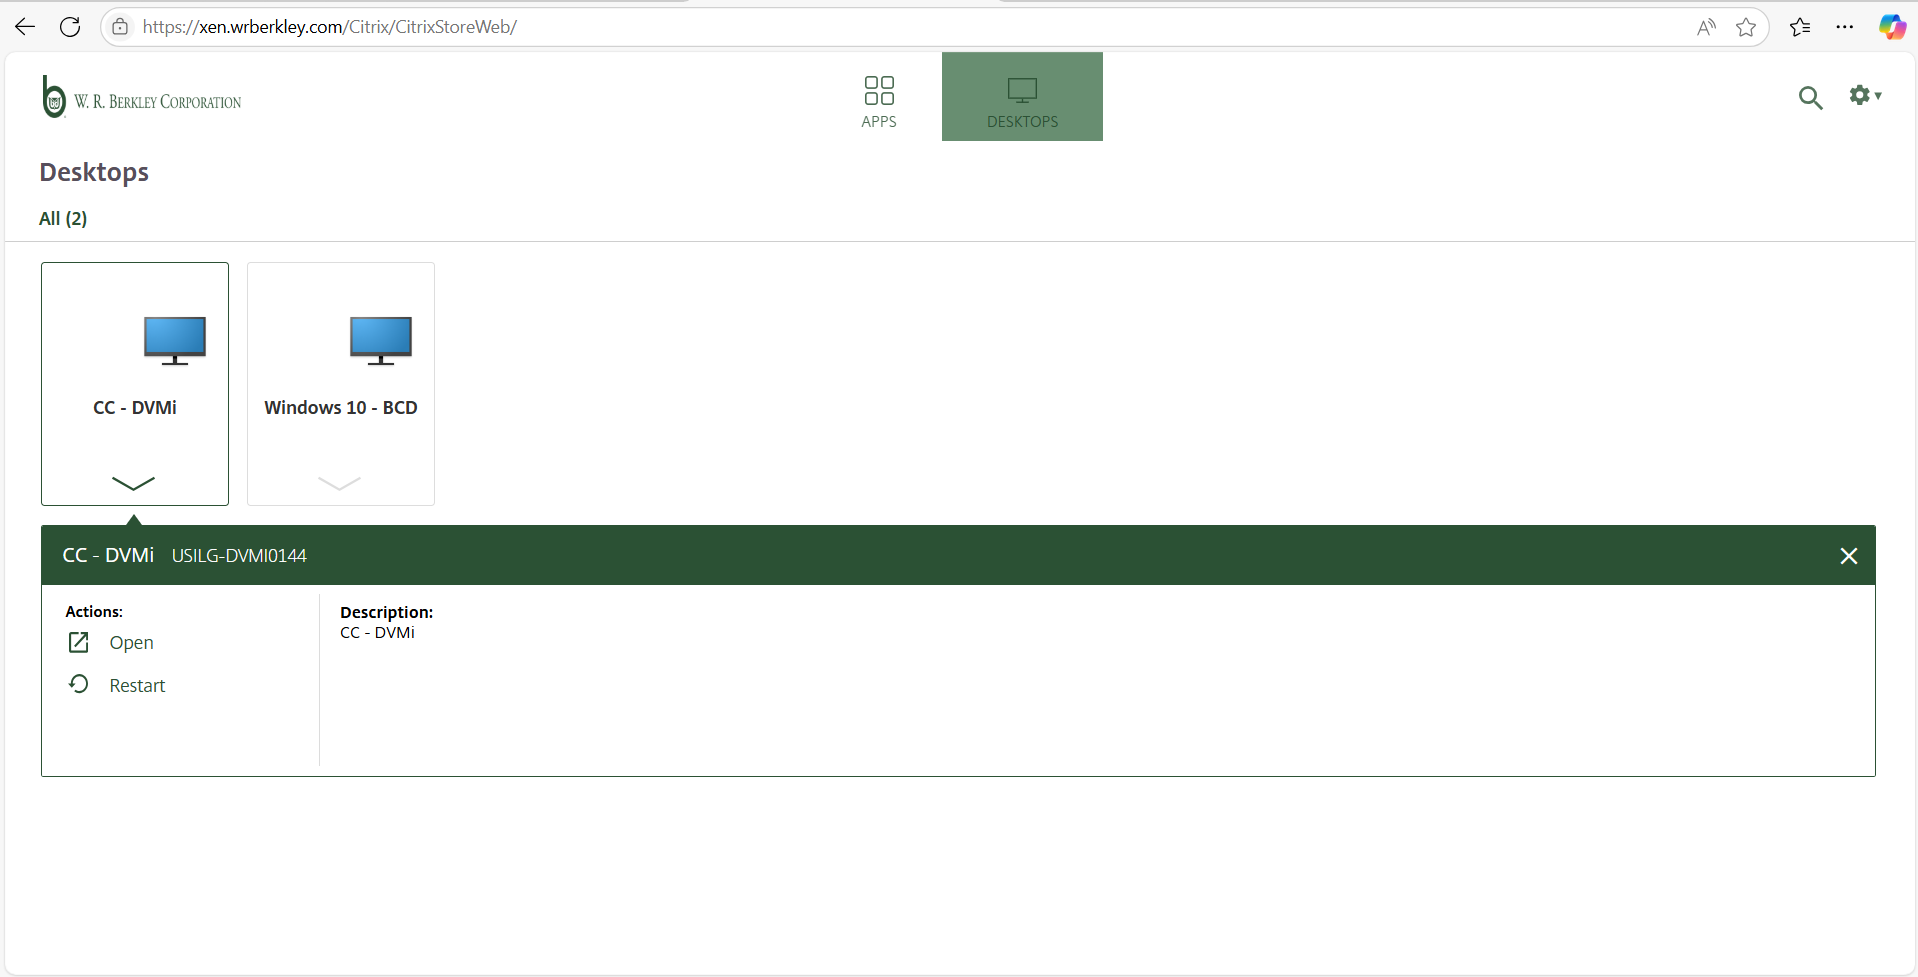 https://xen.wrberkley.com/Citrix/CitrixStoreWeb/
W. R. BERKLEY CORPORATION
APPS
DESKTOPS
Desktops
All (2)
CC - DVMi
Windows 10 - BCD
CC - DVMi USILG-DVMI0144
Actions:
Open
Restart
Description:
CC - DVMi